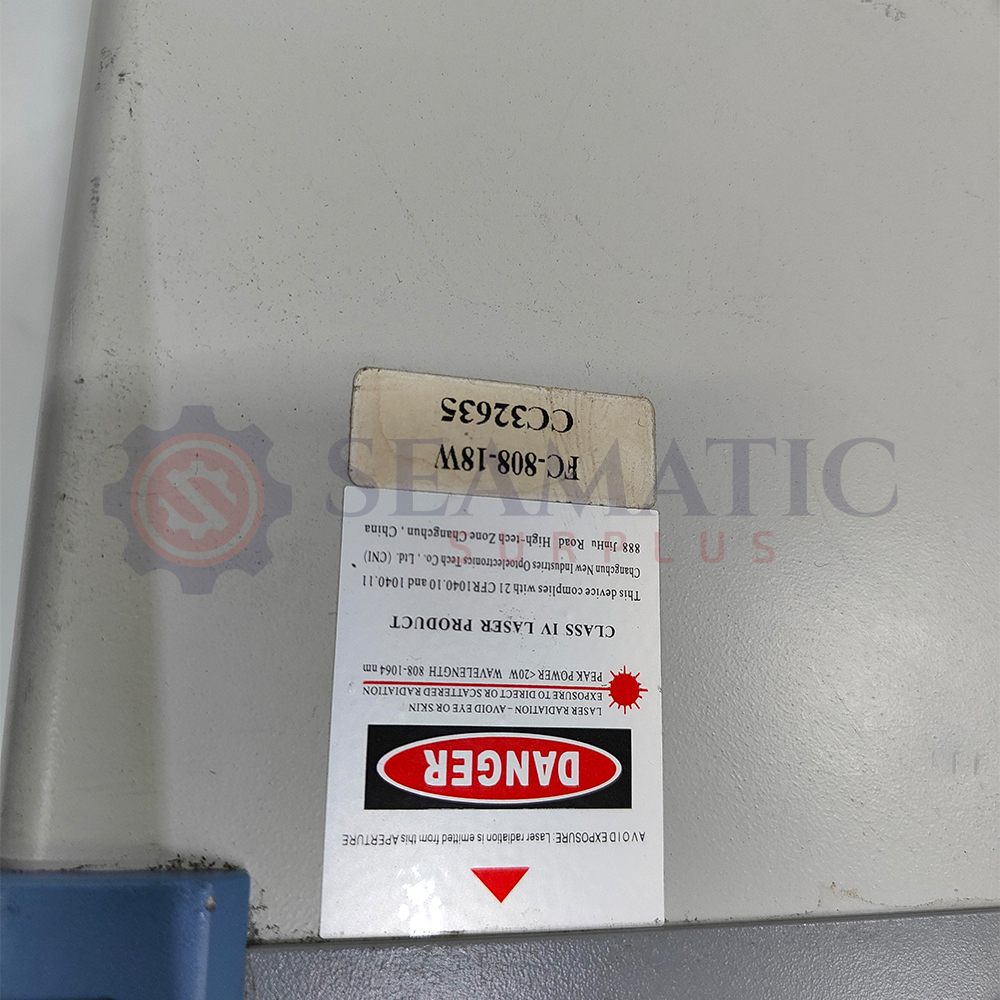 FC-808-18W
CC32635
AVOID EXPOSURE: Laser radiation is emitted from this APERTURE
DANGER
LASER RADIATION - AVOID EYE OR SKIN
EXPOSURE TO DIRECT OR SCATTERED RADIATION
PEAK POWER<20W WAVELENGTH 808-1064 nm
CLASS IV LASER PRODUCT
This device complies with 21 CFR1040.10 and 1040.11
Changchun New Industries Optoelectronics Tech Co. , Ltd. (CNI)
888 JinHu Road High-tech Zone Changchun , China
SEAMATIC
SURPLUS